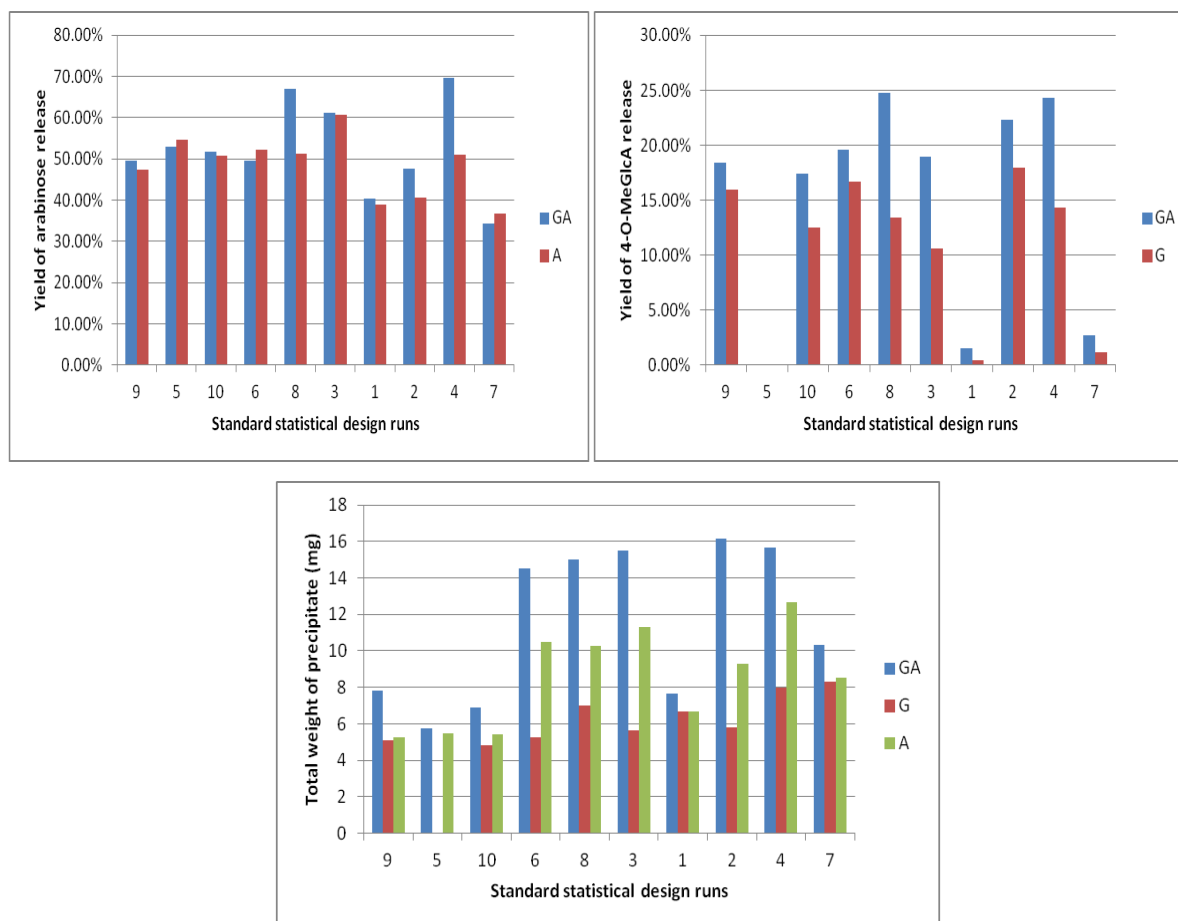 80.00%
70.00%
60.00%
50.00%
40.00%
30.00%
20.00%
10.00%
0.00%
Yield of arabinose release
9 5 10 6 8 3 1 2 4 7
Standard statistical design runs
GA
A
30.00%
25.00%
20.00%
15.00%
10.00%
5.00%
0.00%
Yield of 4-O-MeGlcA release
9 5 10 6 8 3 1 2 4 7
Standard statistical design runs
GA
G
18
16
14
12
10
8
6
4
2
0
Total weight of precipitate (mg)
9 5 10 6 8 3 1 2 4 7
Standard statistical design runs
GA
G
A